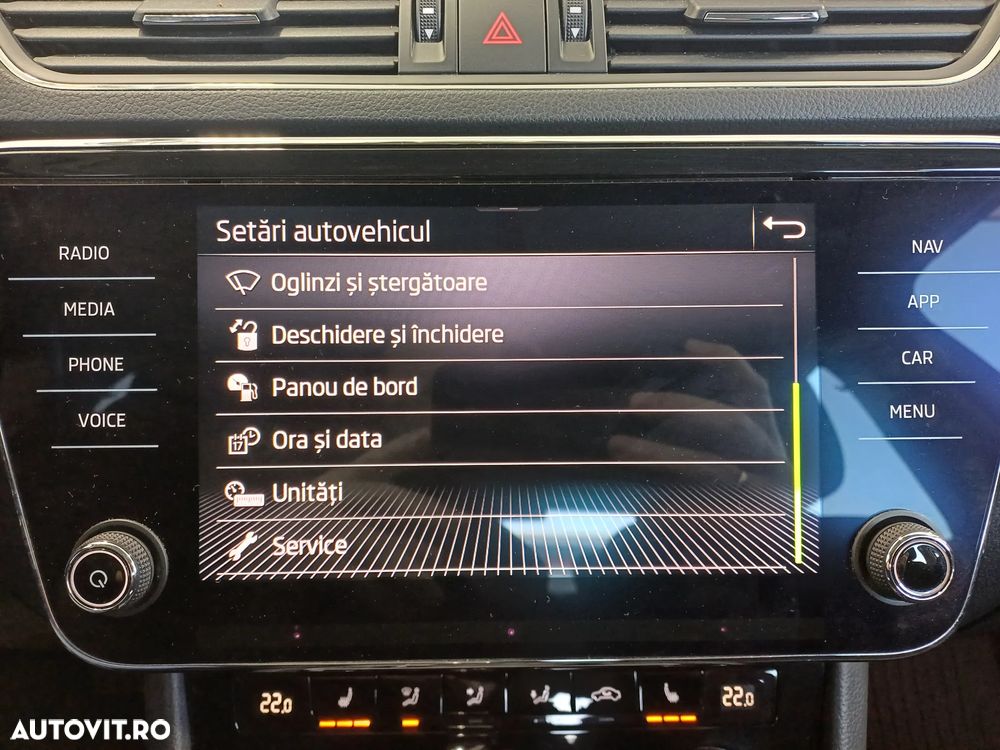 RADIO
MEDIA
PHONE
VOICE
Setări autovehicul
Oglinzi și ștergătoare
Deschidere și închidere
Panou de bord
17
Ora și data
Unități
Service
NAV
APP
CAR
MENU
22.0
22.0
AUTOVIT.RO